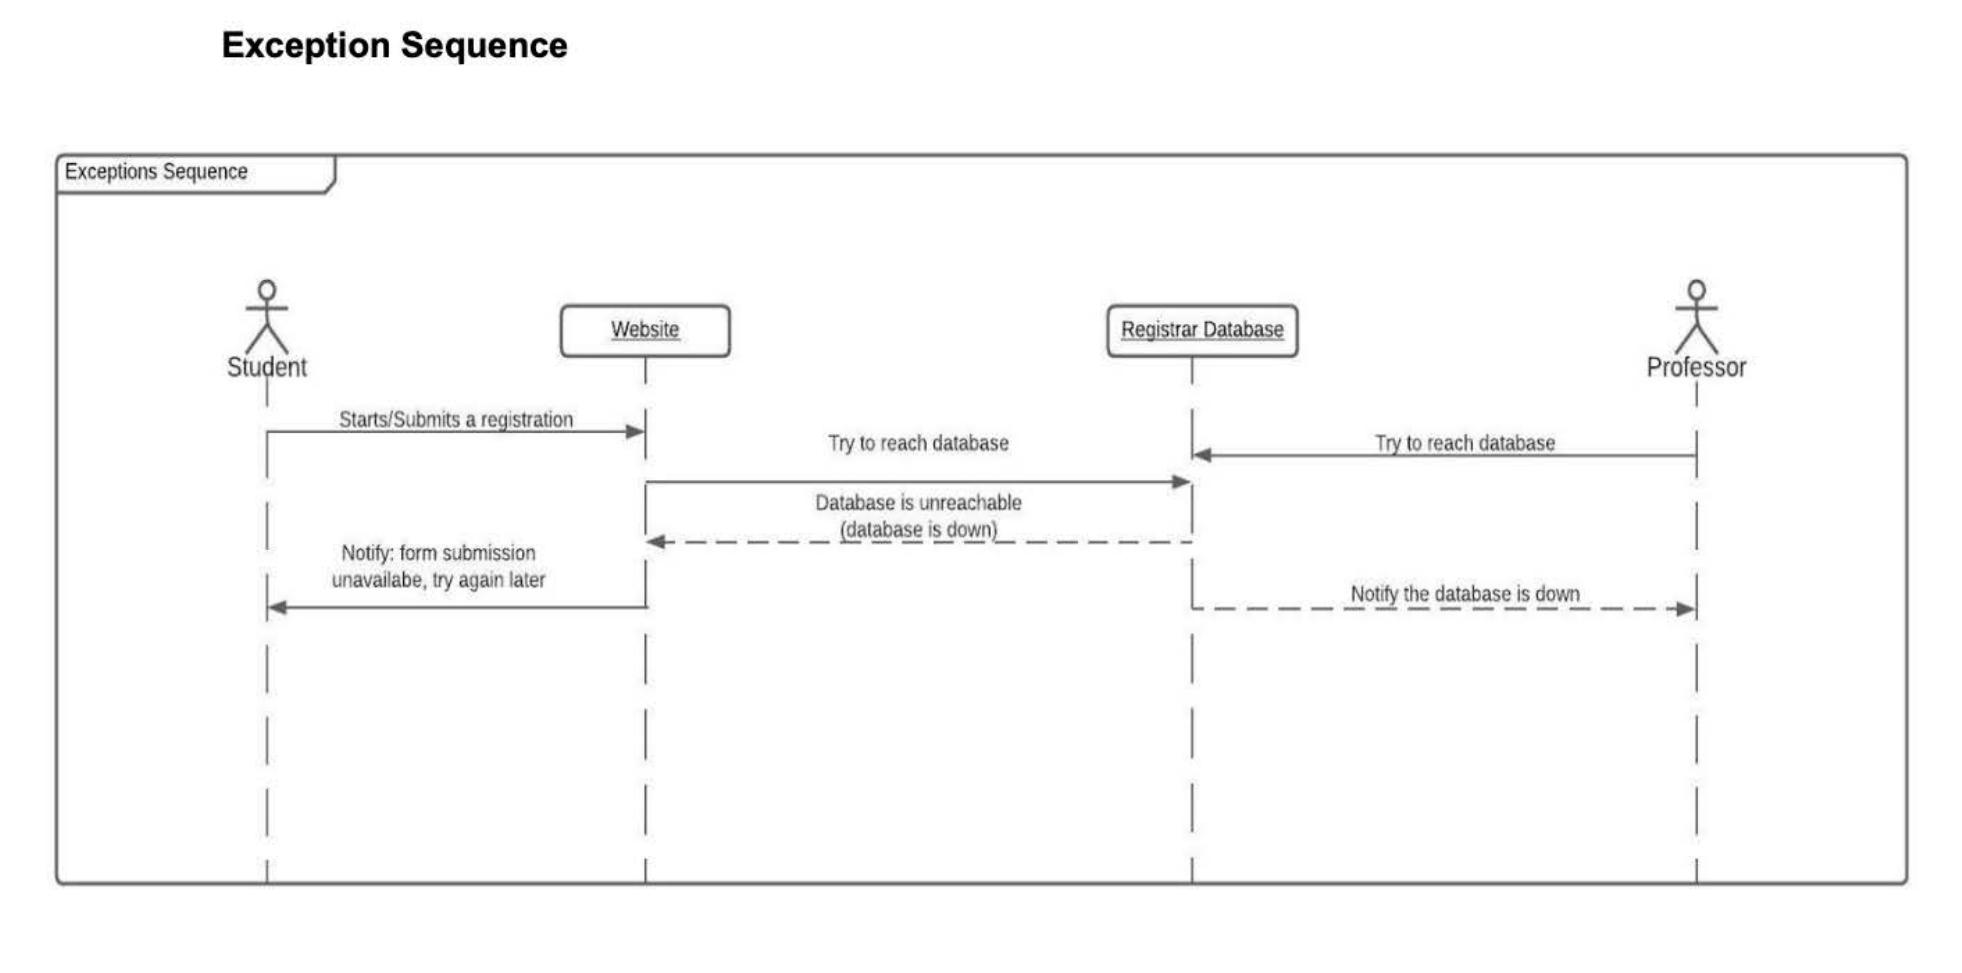 Exception Sequence
Exceptions Sequence
Student
Website
Registrar Database
Professor
Starts/Submits a registration
Try to reach database
Try to reach database
Database is unreachable
(database is down)
Notify: form submission
unavailabe, try again later
Notify the database is down